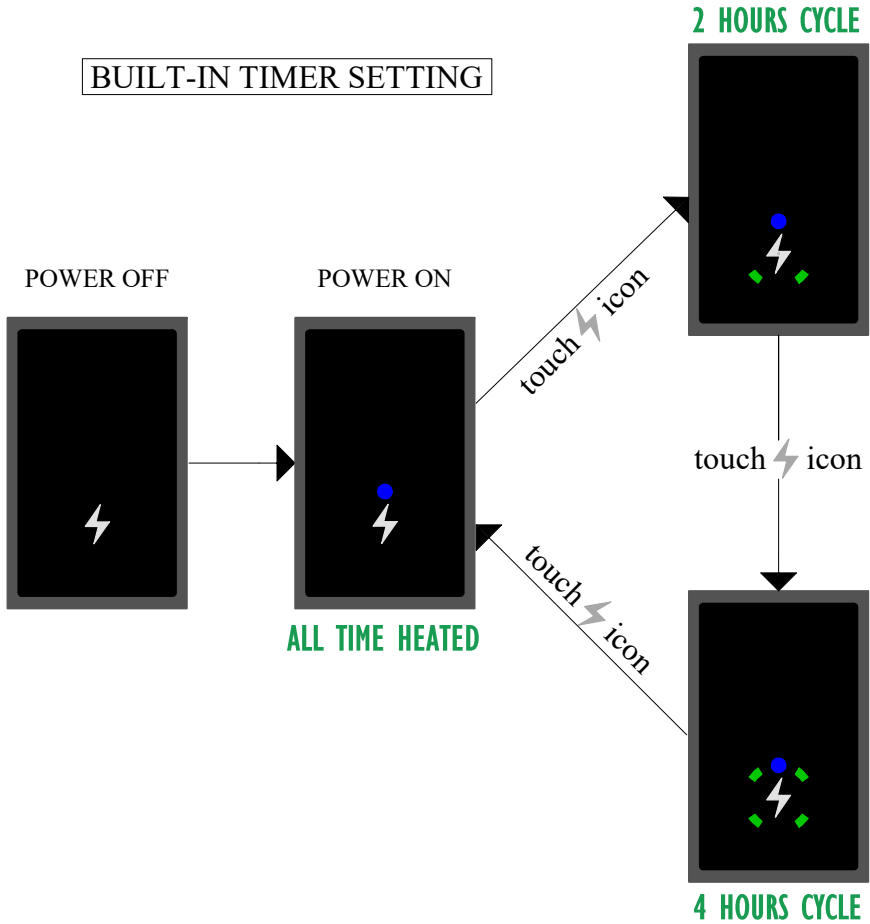 2 HOURS CYCLE
BUILT-IN TIMER SETTING
POWER OFF
POWER ON
touch icon
touch icon
ALL TIME HEATED
touch icon
4 HOURS CYCLE